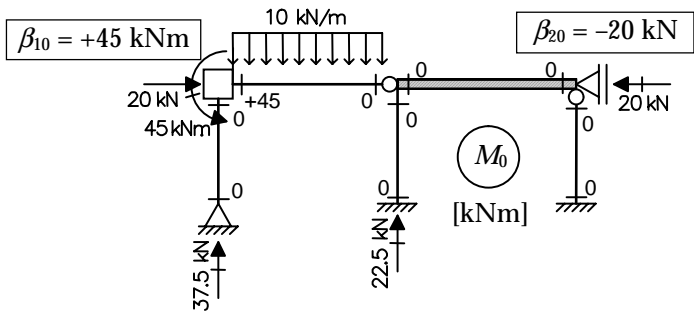 10 kN/m
β₁₀ = +45 kNm
β₂₀ = –20 kN
20 kN
45 kNm
+45
0
0
0
0
0
0
20 kN
0
0
0
0
M₀
[kNm]
37.5 kN
22.5 kN